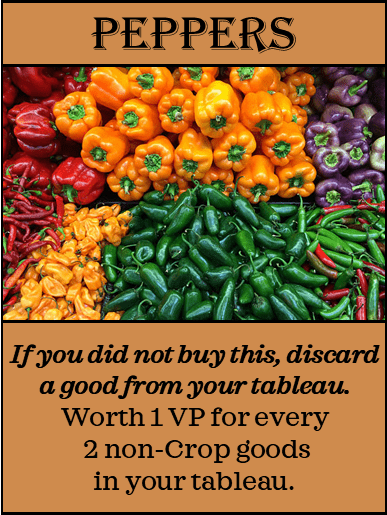 PEPPERS
If you did not buy this, discard
a good from your tableau.
Worth 1 VP for every
2 non-Crop goods
in your tableau.